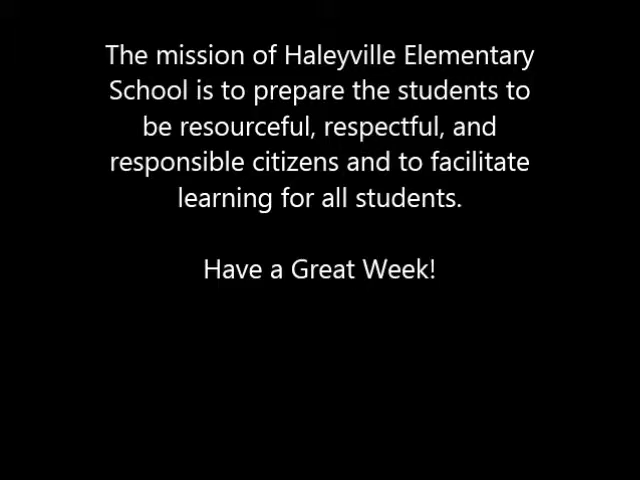 The mission of Haleyville Elementary
School is to prepare the students to
be resourceful, respectful, and
responsible citizens and to facilitate
learning for all students.
Have a Great Week!